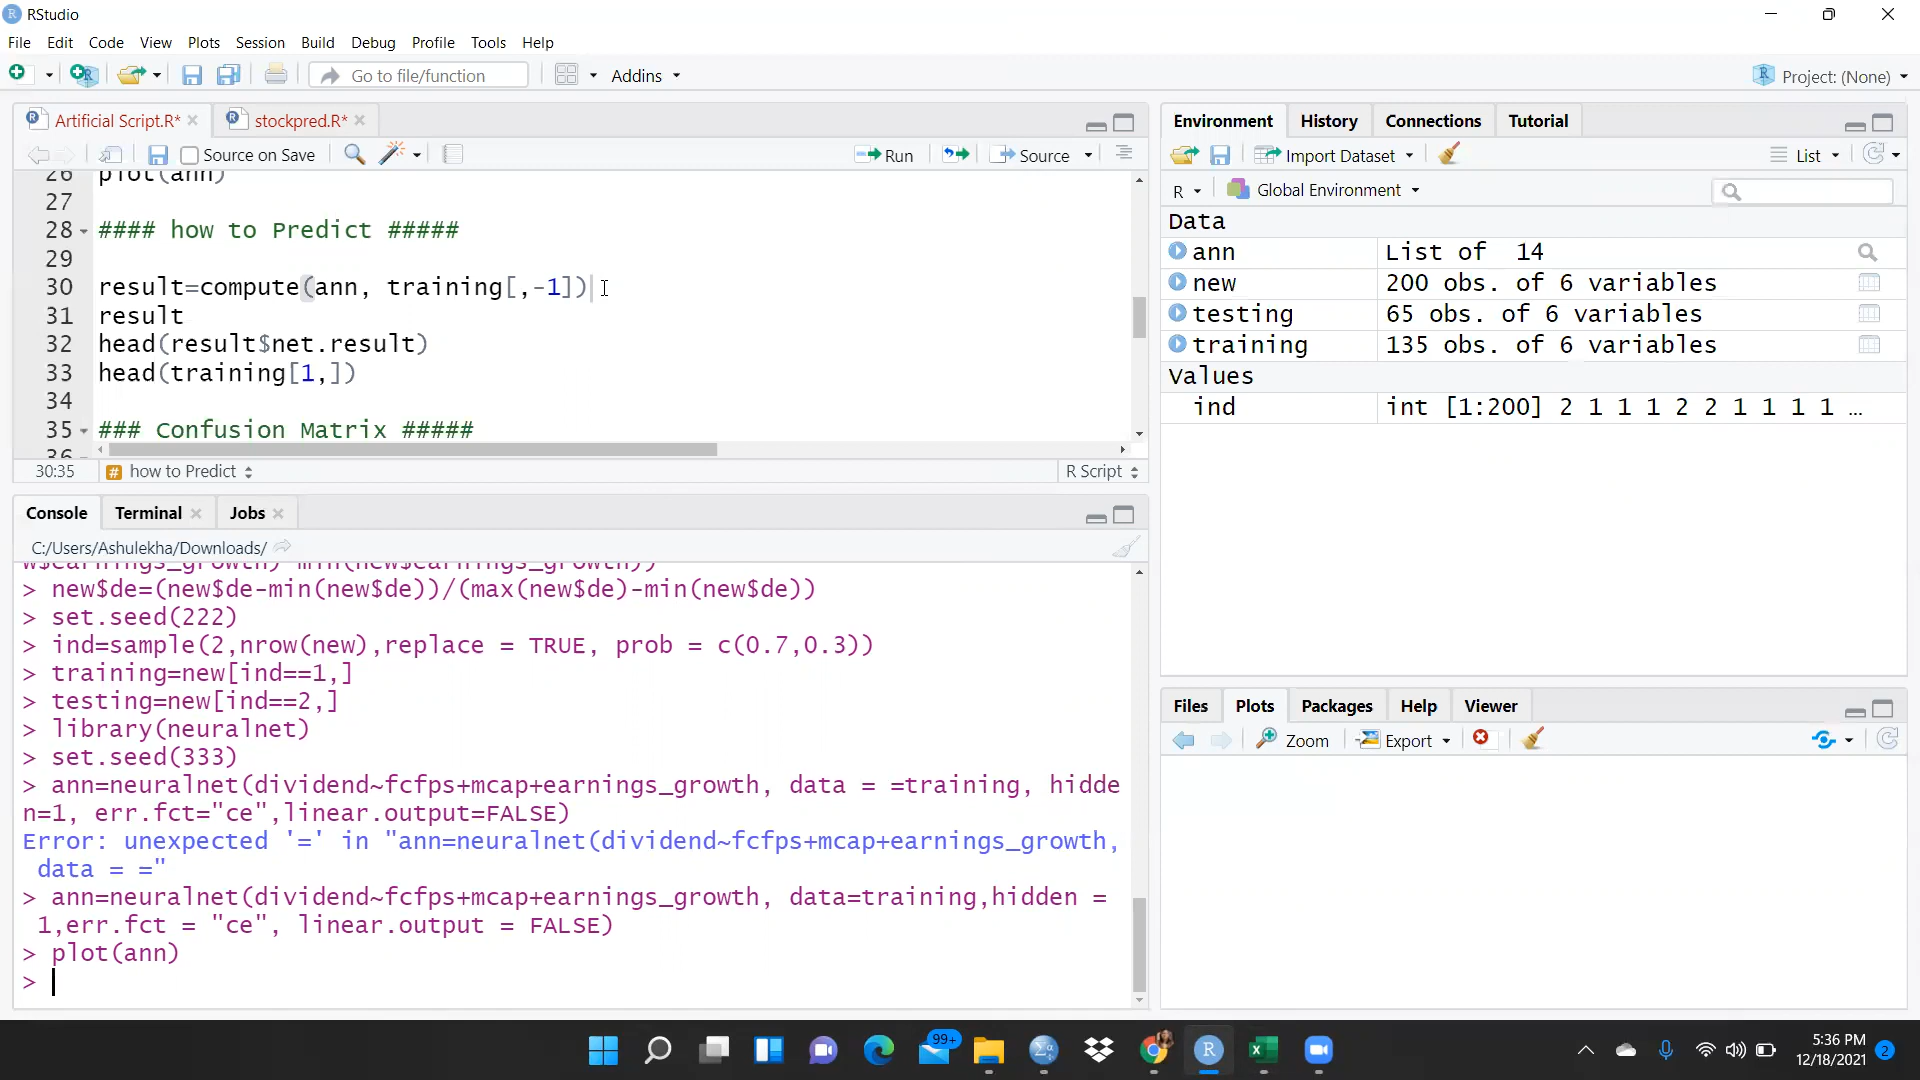 RStudio
File Edit Code View Plots Session Build Debug Profile Tools Help
Go to file/function Addins Project: (None)
Artificial Script.R* stockpred.R*
Source on Save Run Source
26 plot(ann)
27
28 #### how to Predict #####
29
30 result=compute(ann, training[,-1])
31 result
32 head(result$net.result)
33 head(training[1,])
34
35 ### Confusion Matrix #####
36
30:35 # how to Predict R Script
Console Terminal Jobs
C:/Users/Ashulekha/Downloads/
w$earnings_growth)-min(new$earnings_growth))
> new$de=(new$de-min(new$de))/(max(new$de)-min(new$de))
> set.seed(222)
> ind=sample(2,nrow(new),replace = TRUE, prob = c(0.7,0.3))
> training=new[ind==1,]
> testing=new[ind==2,]
> library(neuralnet)
> set.seed(333)
> ann=neuralnet(dividend~fcfps+mcap+earnings_growth, data = =training, hidde
n=1, err.fct="ce",linear.output=FALSE)
Error: unexpected '=' in "ann=neuralnet(dividend~fcfps+mcap+earnings_growth,
data = ="
> ann=neuralnet(dividend~fcfps+mcap+earnings_growth, data=training,hidden =
1,err.fct = "ce", linear.output = FALSE)
> plot(ann)
>
Environment History Connections Tutorial
Import Dataset List
R Global Environment
Data
ann List of 14
new 200 obs. of 6 variables
testing 65 obs. of 6 variables
training 135 obs. of 6 variables
Values
ind int [1:200] 2 1 1 1 2 2 1 1 1 1 ...
Files Plots Packages Help Viewer
Zoom Export
99+
5:36 PM
12/18/2021 2